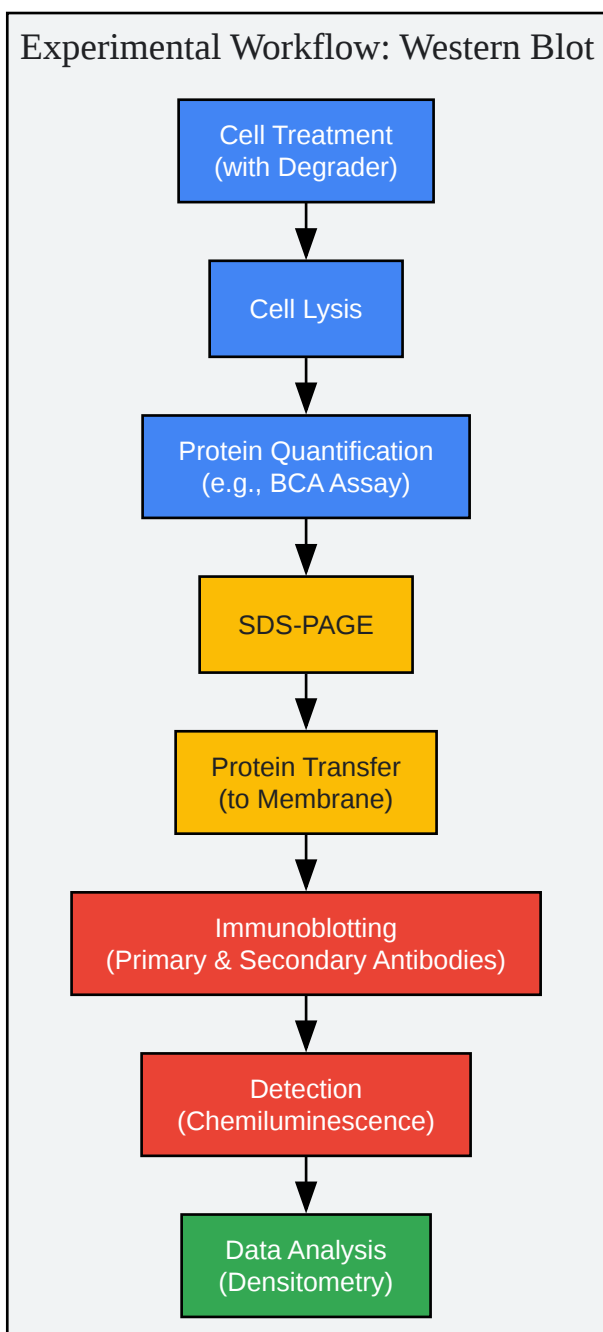 Experimental Workflow: Western Blot
Cell Treatment
(with Degrader)
Cell Lysis
Protein Quantification
(e.g., BCA Assay)
SDS-PAGE
Protein Transfer
(to Membrane)
Immunoblotting
(Primary & Secondary Antibodies)
Detection
(Chemiluminescence)
Data Analysis
(Densitometry)